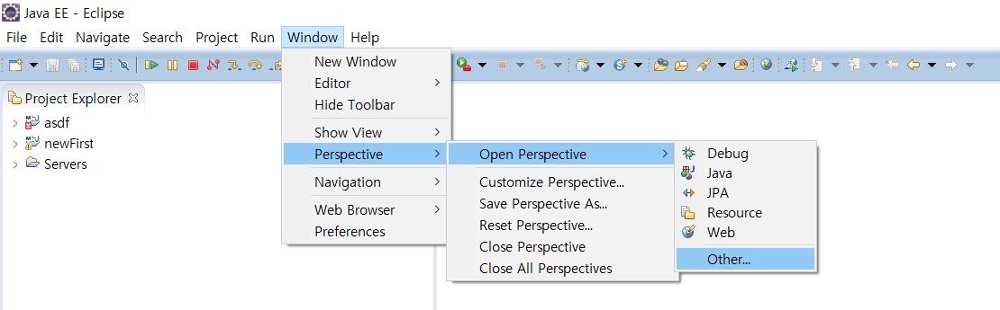 Java EE - Eclipse
File Edit Navigate Search Project Run Window Help
Project Explorer
asdf
newFirst
Servers
New Window
Editor
Hide Toolbar
Show View
Perspective
Navigation
Web Browser
Preferences
Open Perspective
Customize Perspective...
Save Perspective As...
Reset Perspective...
Close Perspective
Close All Perspectives
Debug
Java
JPA
Resource
Web
Other...